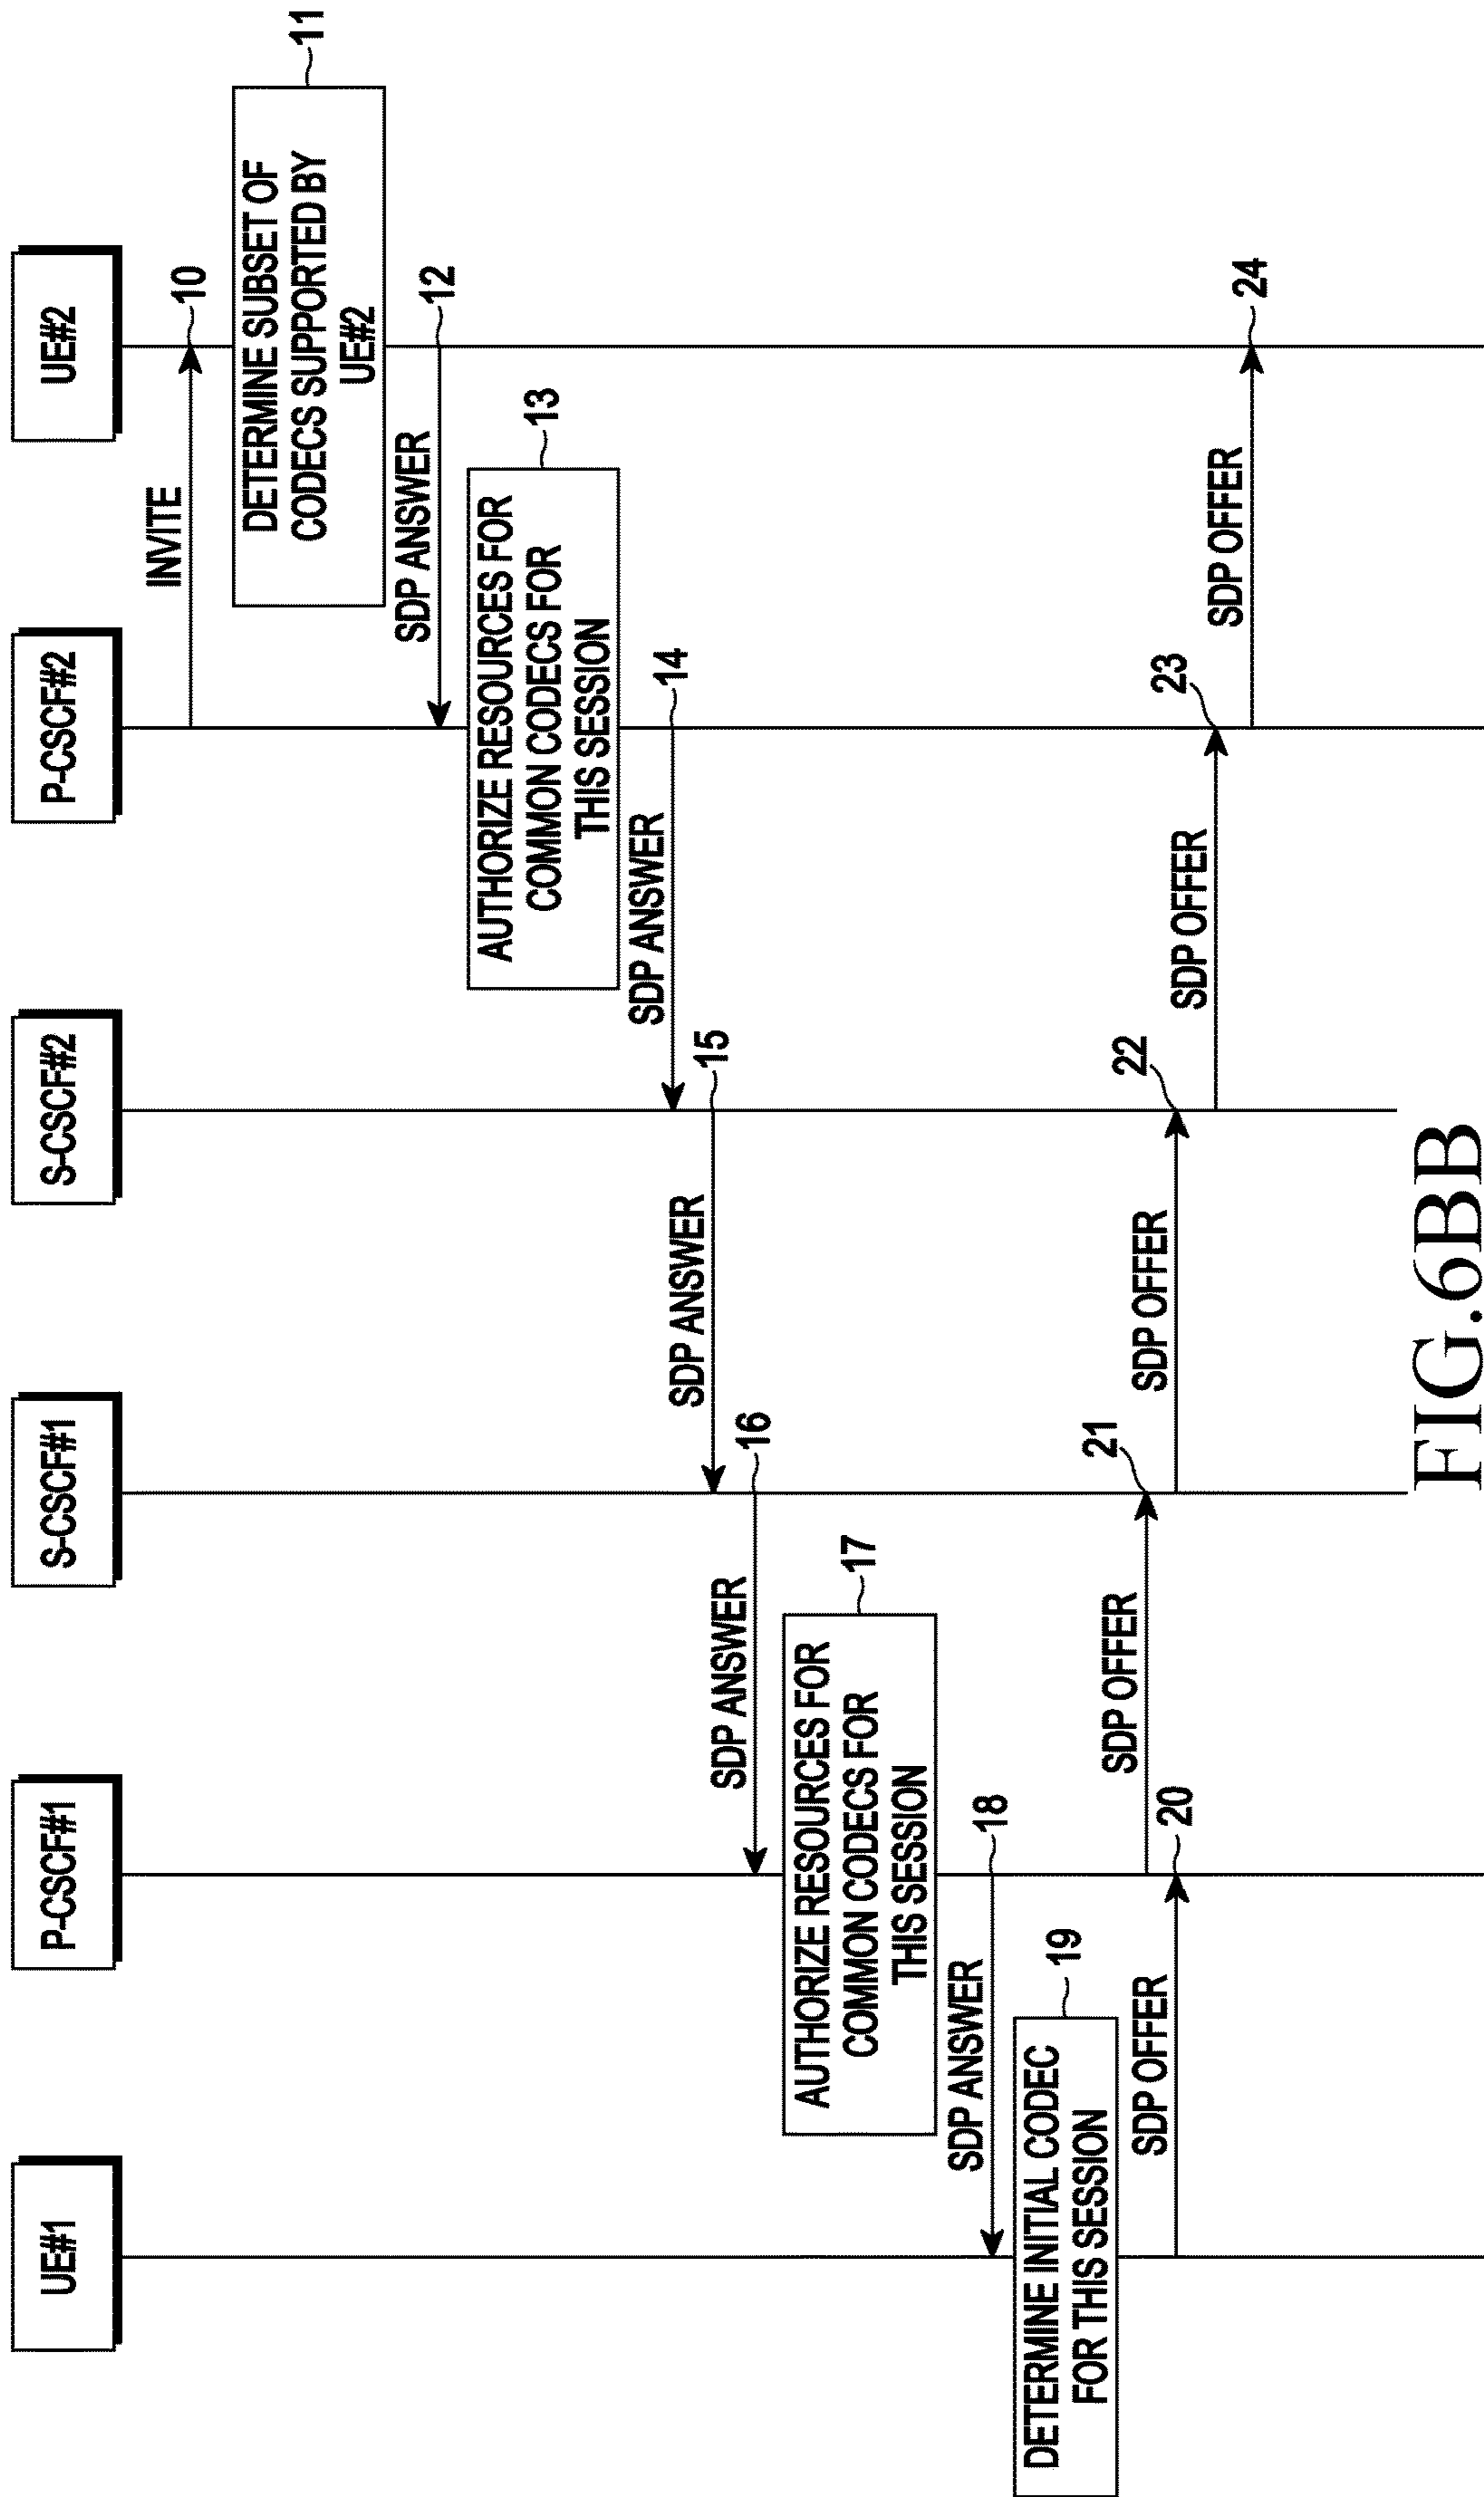 UE#1
P-CSCF#1
S-CSCF#1
S-CSCF#2
P-CSCF#2
UE#2
INVITE
10
DETERMINE SUBSET OF
CODECS SUPPORTED BY
UE#2
11
SDP ANSWER
12
AUTHORIZE RESOURCES FOR
COMMON CODECS FOR
THIS SESSION
13
SDP ANSWER
14
SDP ANSWER
15
SDP ANSWER
16
AUTHORIZE RESOURCES FOR
COMMON CODECS FOR
THIS SESSION
17
SDP ANSWER
18
DETERMINE INITIAL CODEC
FOR THIS SESSION
19
SDP OFFER
20
SDP OFFER
21
SDP OFFER
22
SDP OFFER
23
SDP OFFER
24
FIG.6BB